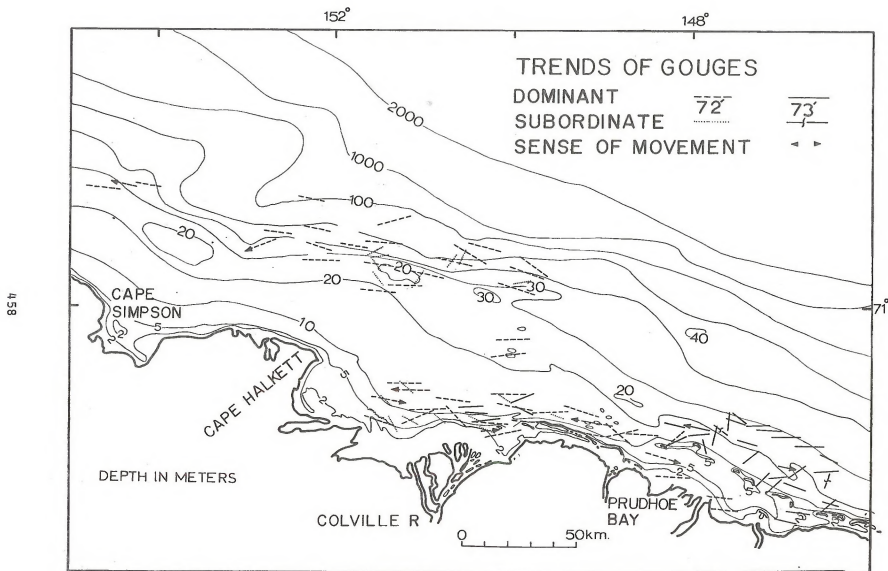 152° 148°
TRENDS OF GOUGES
DOMINANT 72' 73'
SUBORDINATE
SENSE OF MOVEMENT
2000
1000
100
20
20
20
30
30
71°
CAPE
SIMPSON
2
5
10
40
458
CAPE HALKETT
5
2
20
2
DEPTH IN METERS
2
5
5
COLVILLE R
PRUDHOE
BAY
0 50km.